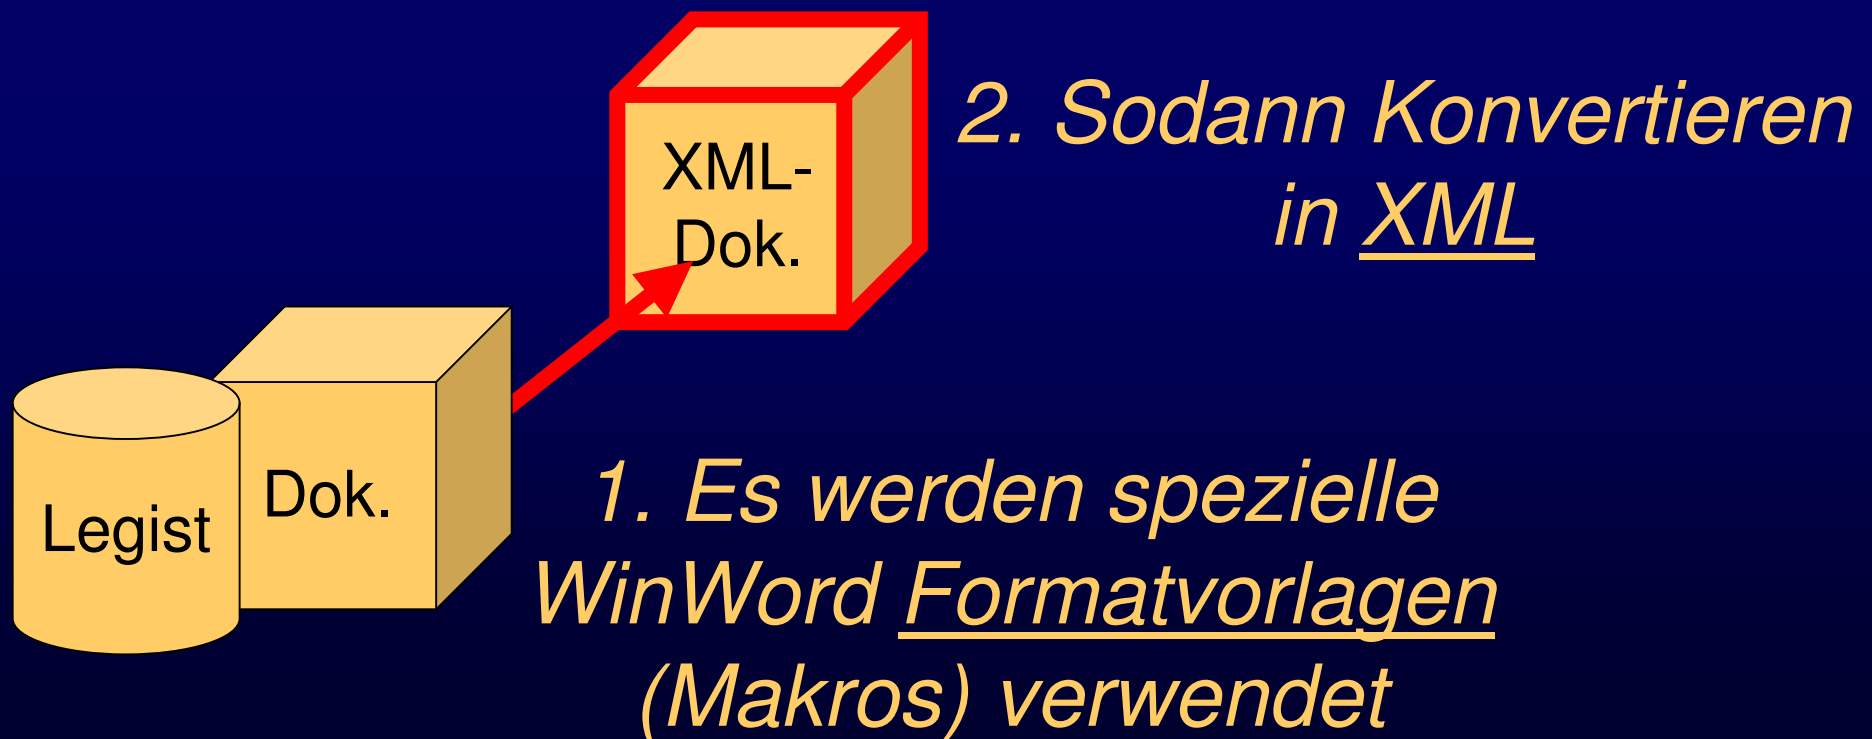 XML-
Dok.
2. Sodann Konvertieren
in XML
Legist
Dok.
1. Es werden spezielle
WinWord Formatvorlagen
(Makros) verwendet